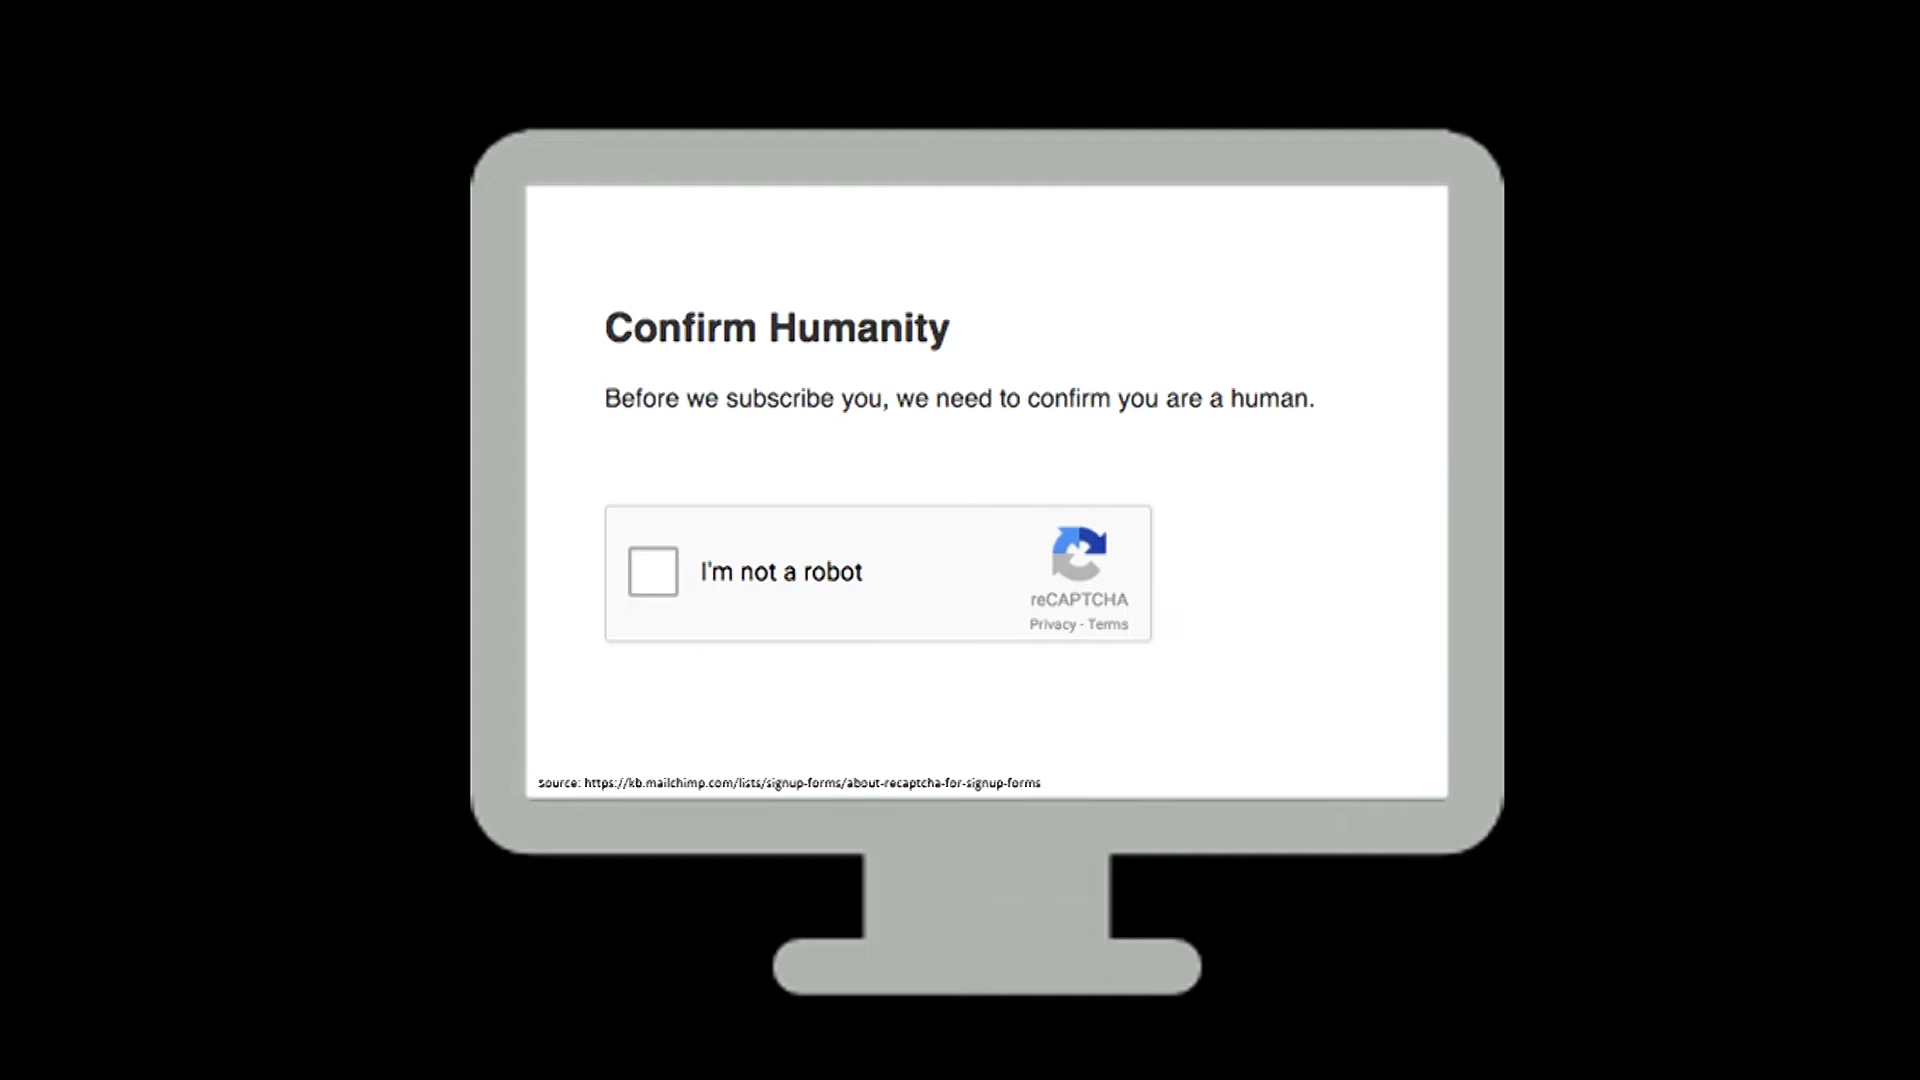 Confirm Humanity
Before we subscribe you, we need to confirm you are a human.
I'm not a robot
reCAPTCHA
Privacy - Terms
source: https://kb.mailchimp.com/lists/signup-forms/about-recaptcha-for-signup-forms